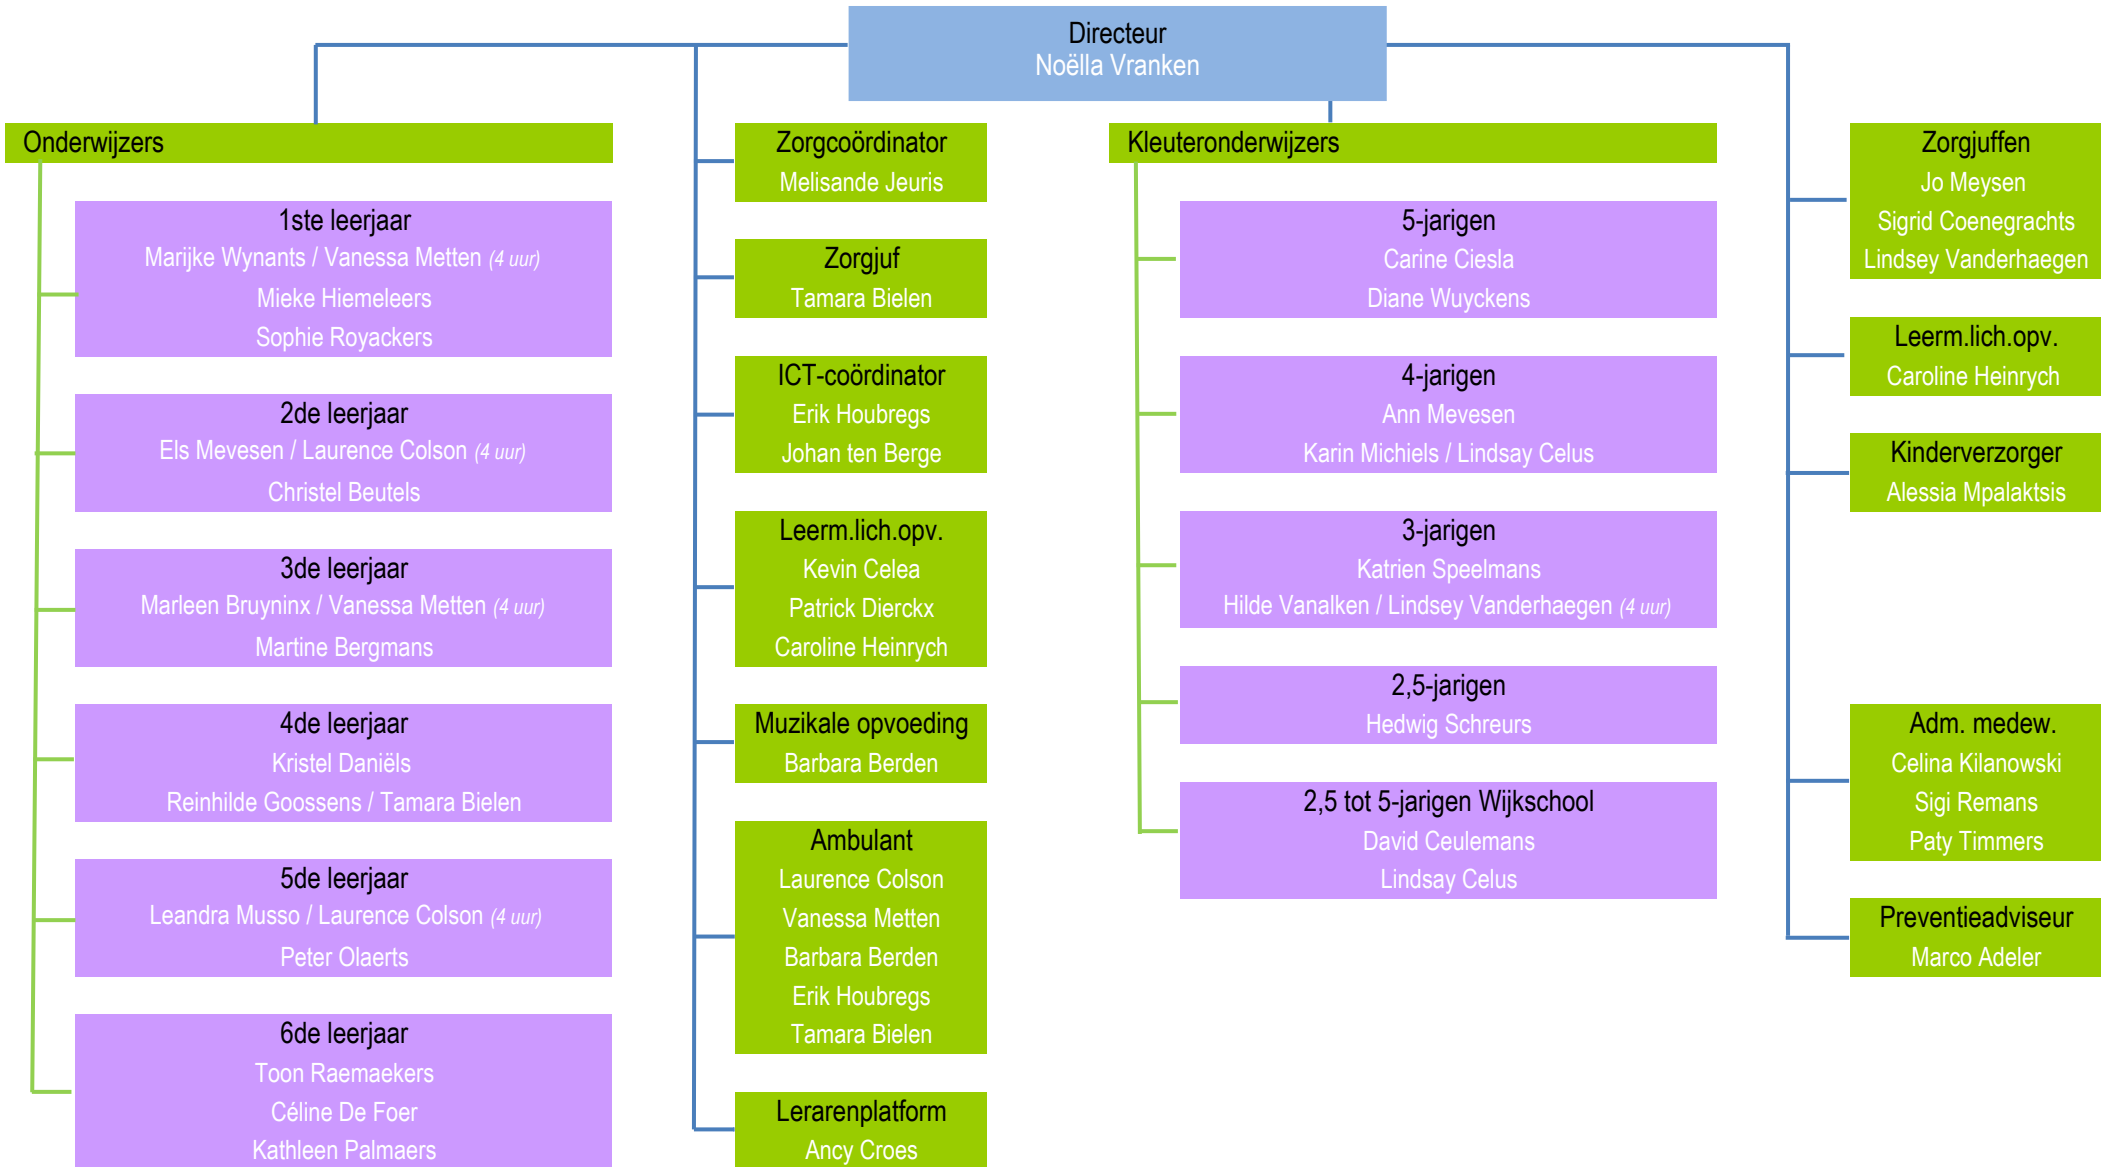 Directeur
Noëlla Vranken
Onderwijzers
1ste leerjaar
Marijke Wynants / Vanessa Metten (4 uur)
Mieke Hiemeleers
Sophie Royackers
2de leerjaar
Els Mevesen / Laurence Colson (4 uur)
Christel Beutels
3de leerjaar
Marleen Bruyninx / Vanessa Metten (4 uur)
Martine Bergmans
4de leerjaar
Kristel Daniëls
Reinhilde Goossens / Tamara Bielen
5de leerjaar
Leandra Musso / Laurence Colson (4 uur)
Peter Olaerts
6de leerjaar
Toon Raemaekers
Céline De Foer
Kathleen Palmaers
Zorgcoördinator
Melisande Jeuris
Zorgjuf
Tamara Bielen
ICT-coördinator
Erik Houbregs
Johan ten Berge
Leerm.lich.opv.
Kevin Celea
Patrick Dierckx
Caroline Heinrych
Muzikale opvoeding
Barbara Berden
Ambulant
Laurence Colson
Vanessa Metten
Barbara Berden
Erik Houbregs
Tamara Bielen
Lerarenplatform
Ancy Croes
Kleuteronderwijzers
5-jarigen
Carine Ciesla
Diane Wuyckens
4-jarigen
Ann Mevesen
Karin Michiels / Lindsay Celus
3-jarigen
Katrien Speelmans
Hilde Vanalken / Lindsey Vanderhaegen (4 uur)
2,5-jarigen
Hedwig Schreurs
2,5 tot 5-jarigen Wijkschool
David Ceulemans
Lindsay Celus
Zorgjuffen
Jo Meysen
Sigrid Coenegrachts
Lindsey Vanderhaegen
Leerm.lich.opv.
Caroline Heinrych
Kinderverzorger
Alessia Mpalaktsis
Adm. medew.
Celina Kilanowski
Sigi Remans
Paty Timmers
Preventieadviseur
Marco Adeler